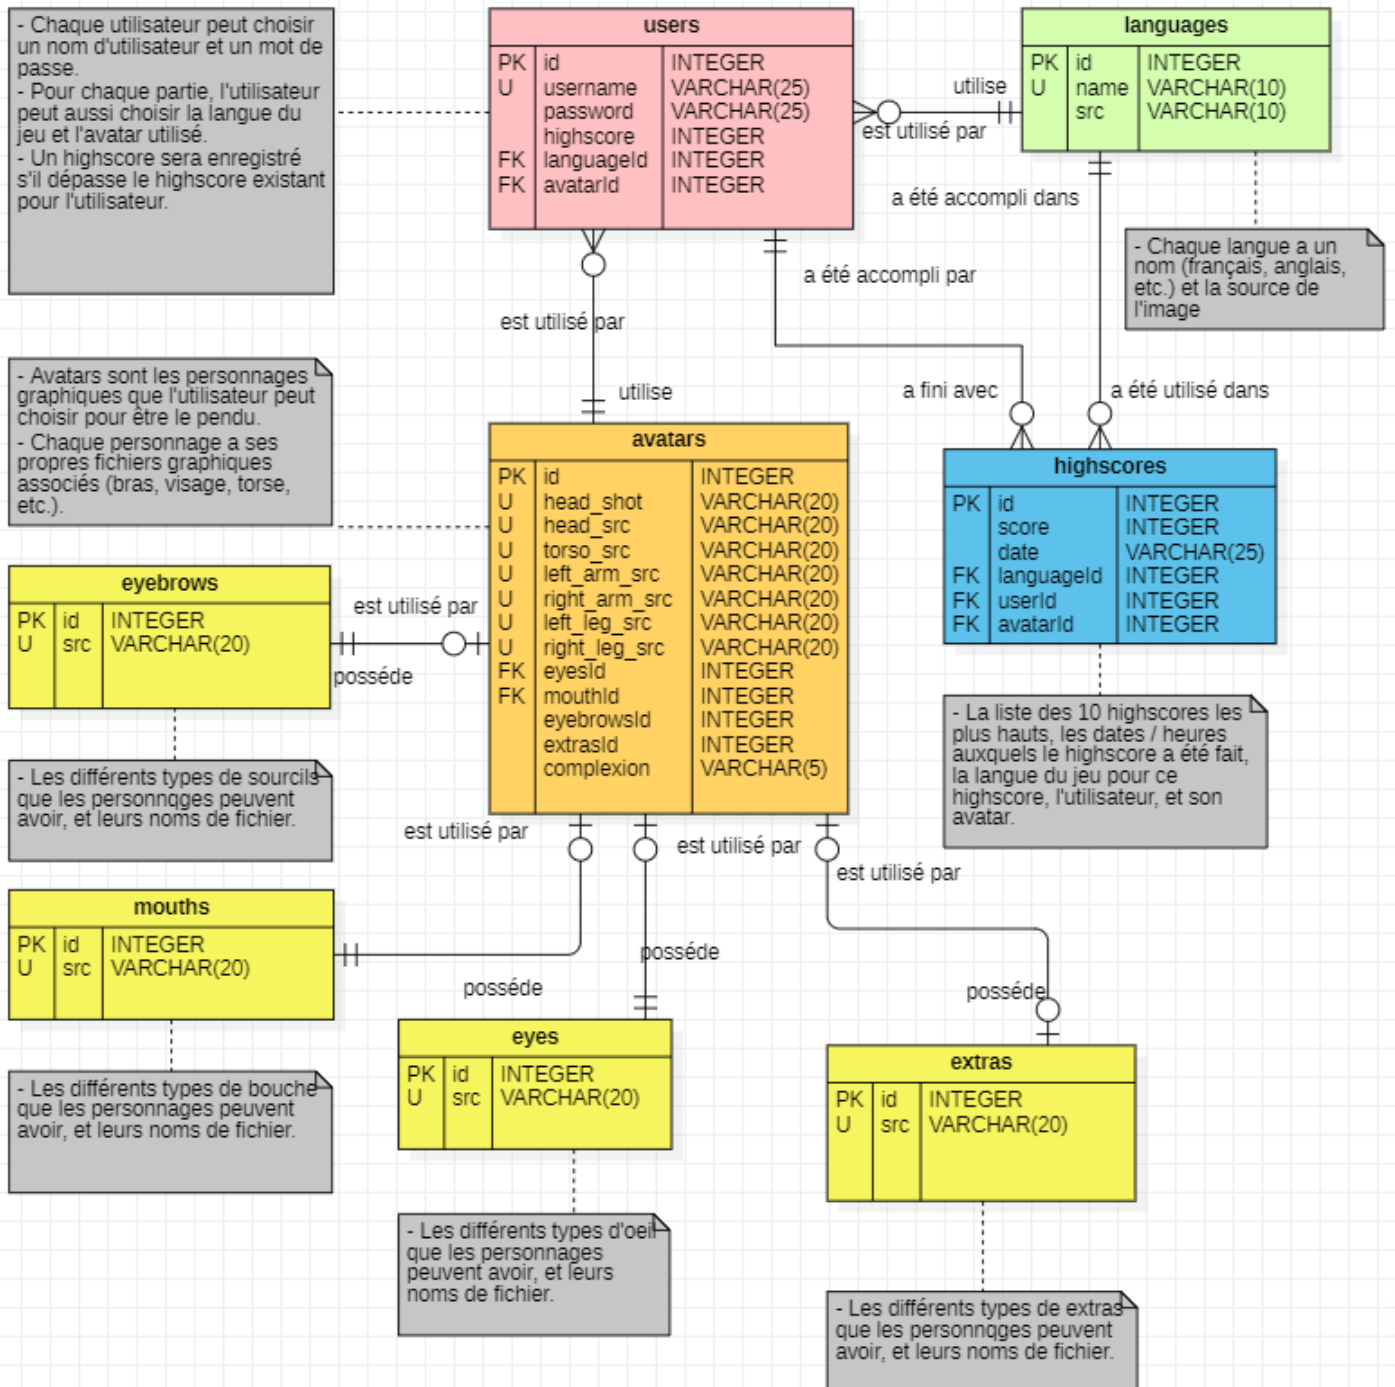 - Chaque utilisateur peut choisir
un nom d'utilisateur et un mot de
passe.
- Pour chaque partie, l'utilisateur
peut aussi choisir la langue du
jeu et l'avatar utilisé.
- Un highscore sera enregistré
s'il dépasse le highscore existant
pour l'utilisateur.
users
PK id INTEGER
U username VARCHAR(25)
password VARCHAR(25)
highscore INTEGER
FK languageId INTEGER
FK avatarId INTEGER
utilise
est utilisé par
languages
PK id INTEGER
U name VARCHAR(10)
src VARCHAR(10)
a été accompli dans
- Chaque langue a un
nom (français, anglais,
etc.) et la source de
l'image
a été accompli par
est utilisé par
utilise
a fini avec
a été utilisé dans
- Avatars sont les personnages
graphiques que l'utilisateur peut
choisir pour être le pendu.
- Chaque personnage a ses
propres fichiers graphiques
associés (bras, visage, torse,
etc.).
avatars
PK id INTEGER
U head_shot VARCHAR(20)
U head_src VARCHAR(20)
U torso_src VARCHAR(20)
U left_arm_src VARCHAR(20)
U right_arm_src VARCHAR(20)
U left_leg_src VARCHAR(20)
U right_leg_src VARCHAR(20)
FK eyesId INTEGER
FK mouthId INTEGER
eyebrowsId INTEGER
extrasId INTEGER
complexion VARCHAR(5)
highscores
PK id INTEGER
score INTEGER
date VARCHAR(25)
FK languageId INTEGER
FK userId INTEGER
FK avatarId INTEGER
- La liste des 10 highscores les
plus hauts, les dates / heures
auxquels le highscore a été fait,
la langue du jeu pour ce
highscore, l'utilisateur, et son
avatar.
eyebrows
PK id INTEGER
U src VARCHAR(20)
est utilisé par
posséde
- Les différents types de sourcils
que les personnqges peuvent
avoir, et leurs noms de fichier.
est utilisé par
est utilisé par
est utilisé par
mouths
PK id INTEGER
U src VARCHAR(20)
posséde
posséde
posséde
- Les différents types de bouche
que les personnages peuvent
avoir, et leurs noms de fichier.
eyes
PK id INTEGER
U src VARCHAR(20)
- Les différents types d'oeil
que les personnages
peuvent avoir, et leurs
noms de fichier.
extras
PK id INTEGER
U src VARCHAR(20)
- Les différents types de extras
que les personnqges peuvent
avoir, et leurs noms de fichier.